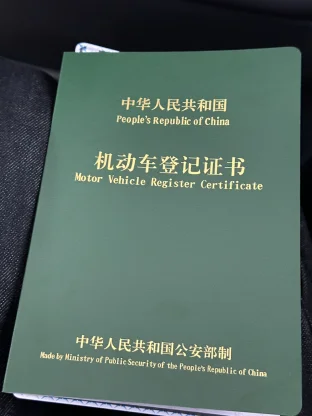 中华人民共和国
People's Republic of China
机动车登记证书
Motor Vehicle Register Certificate
中华人民共和国公安部制
Made by Ministry of Public Security of the People's Republic of China